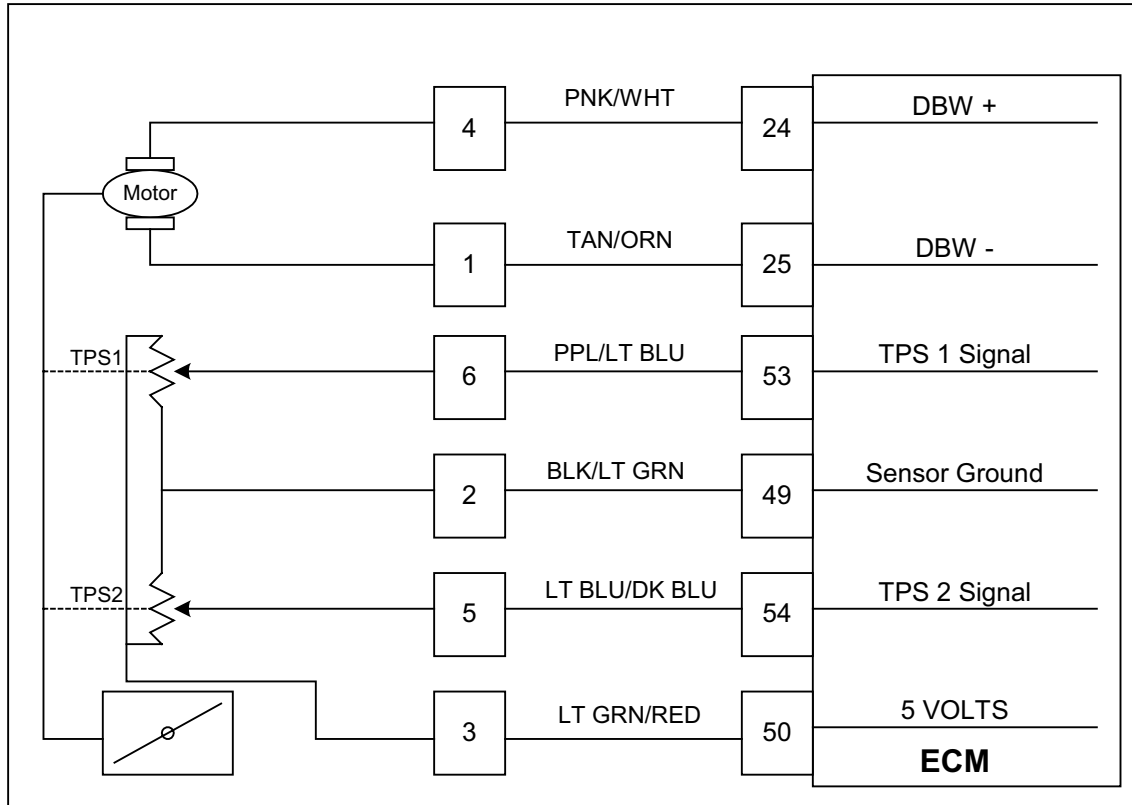 PNK/WHT
DBW +
4
24
Motor
TAN/ORN
DBW -
1
25
TPS1
PPL/LT BLU
TPS 1 Signal
6
53
BLK/LT GRN
Sensor Ground
2
49
TPS2
LT BLU/DK BLU
TPS 2 Signal
5
54
LT GRN/RED
5 VOLTS
3
50
ECM